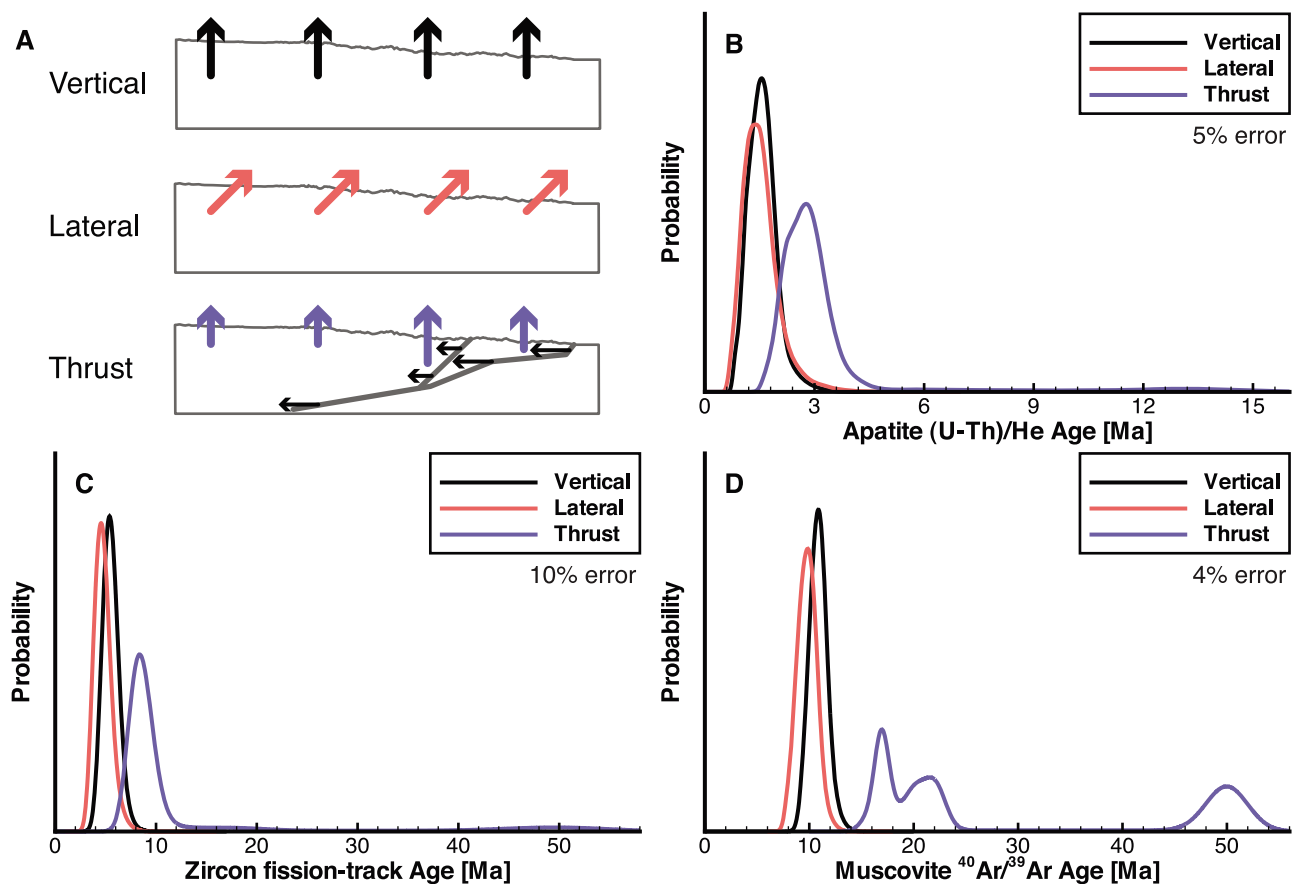 A
Vertical
Lateral
Thrust
B
Vertical
Lateral
Thrust
5% error
Probability
0 3 6 9 12 15
Apatite (U-Th)/He Age [Ma]
C
Vertical
Lateral
Thrust
10% error
Probability
0 10 20 30 40 50
Zircon fission-track Age [Ma]
D
Vertical
Lateral
Thrust
4% error
Probability
0 10 20 30 40 50
Muscovite ⁴⁰Ar/³⁹Ar Age [Ma]